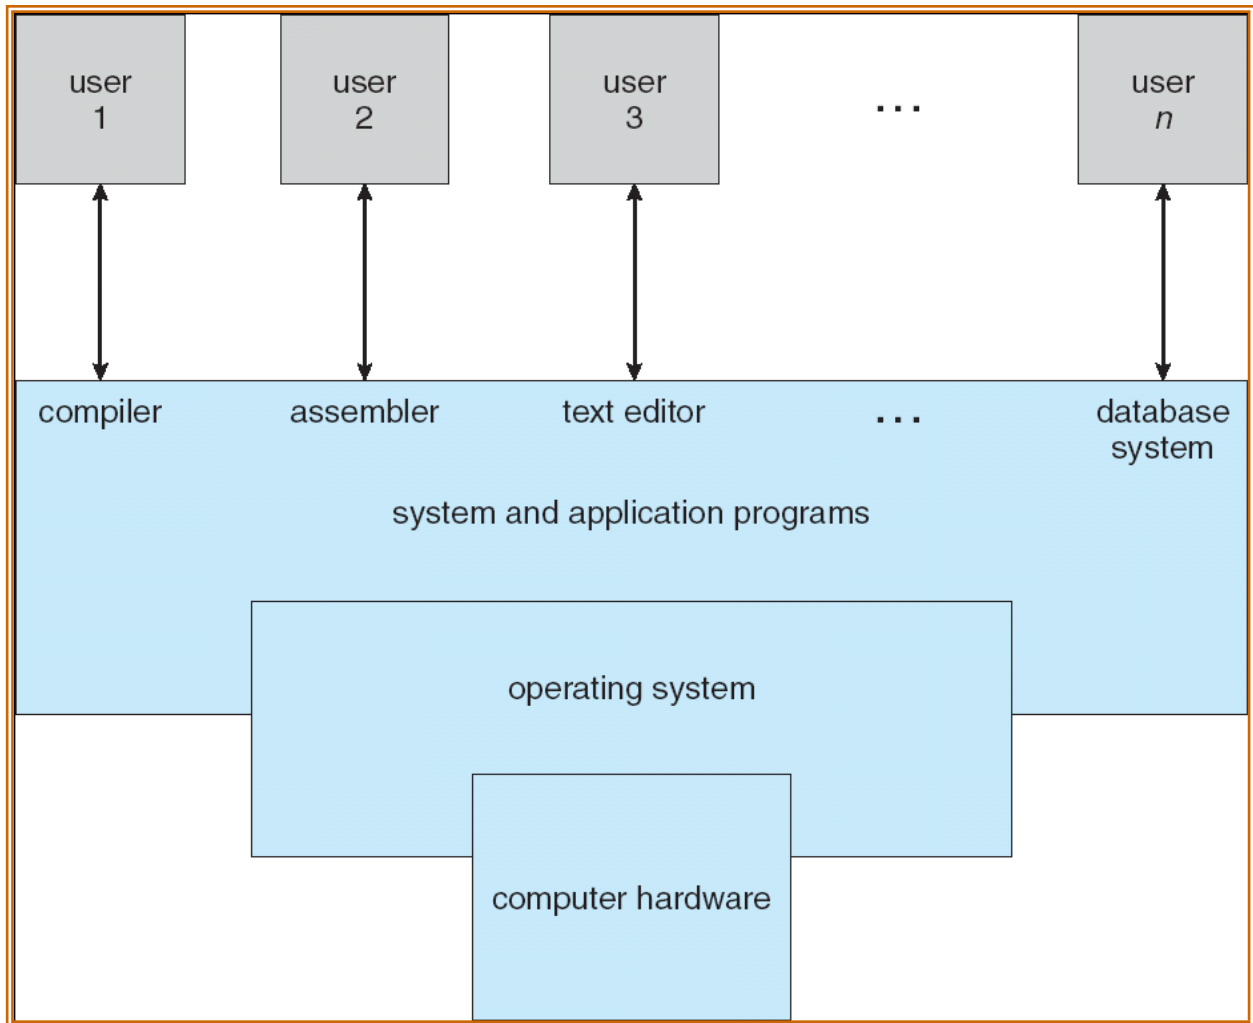 user
1
user
2
user
3
...
user
n
compiler
assembler
text editor
...
database
system
system and application programs
operating system
computer hardware